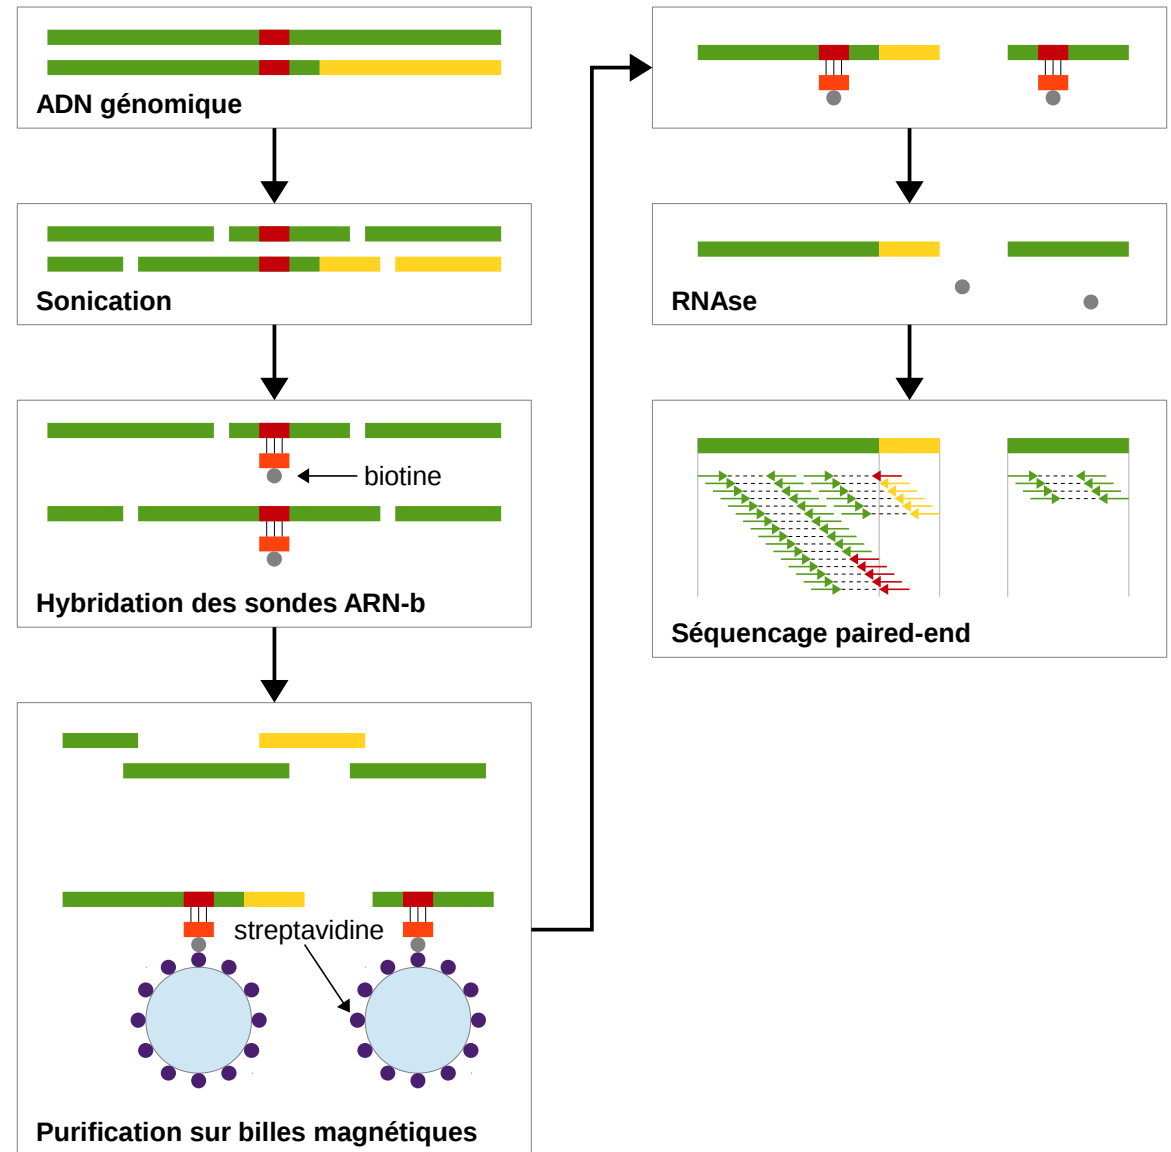 ADN génomique
Sonication
biotine
Hybridation des sondes ARN-b
streptavidine
Purification sur billes magnétiques
RNAse
Séquencage paired-end